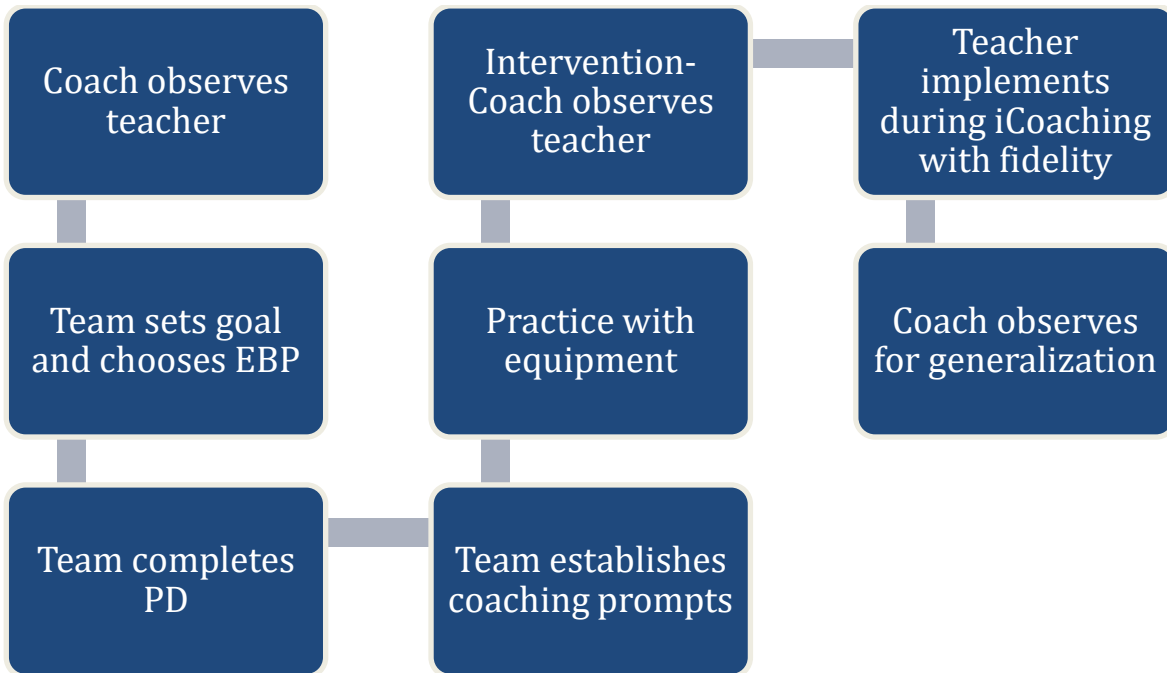 Coach observes
teacher
Team sets goal
and chooses EBP
Team completes
PD
Team establishes
coaching prompts
Practice with
equipment
Intervention-
Coach observes
teacher
Teacher
implements
during iCoaching
with fidelity
Coach observes
for generalization